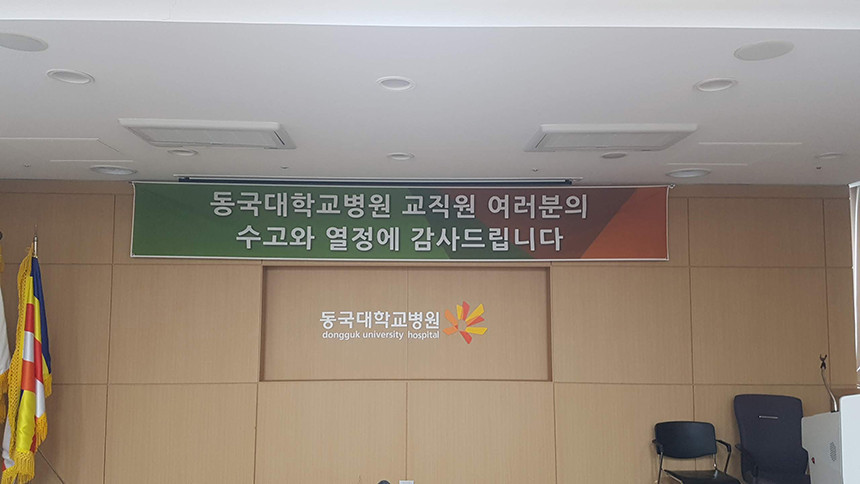 동국대학교병원 교직원 여러분의
수고와 열정에 감사드립니다
동국대학교병원
dongguk university hospital